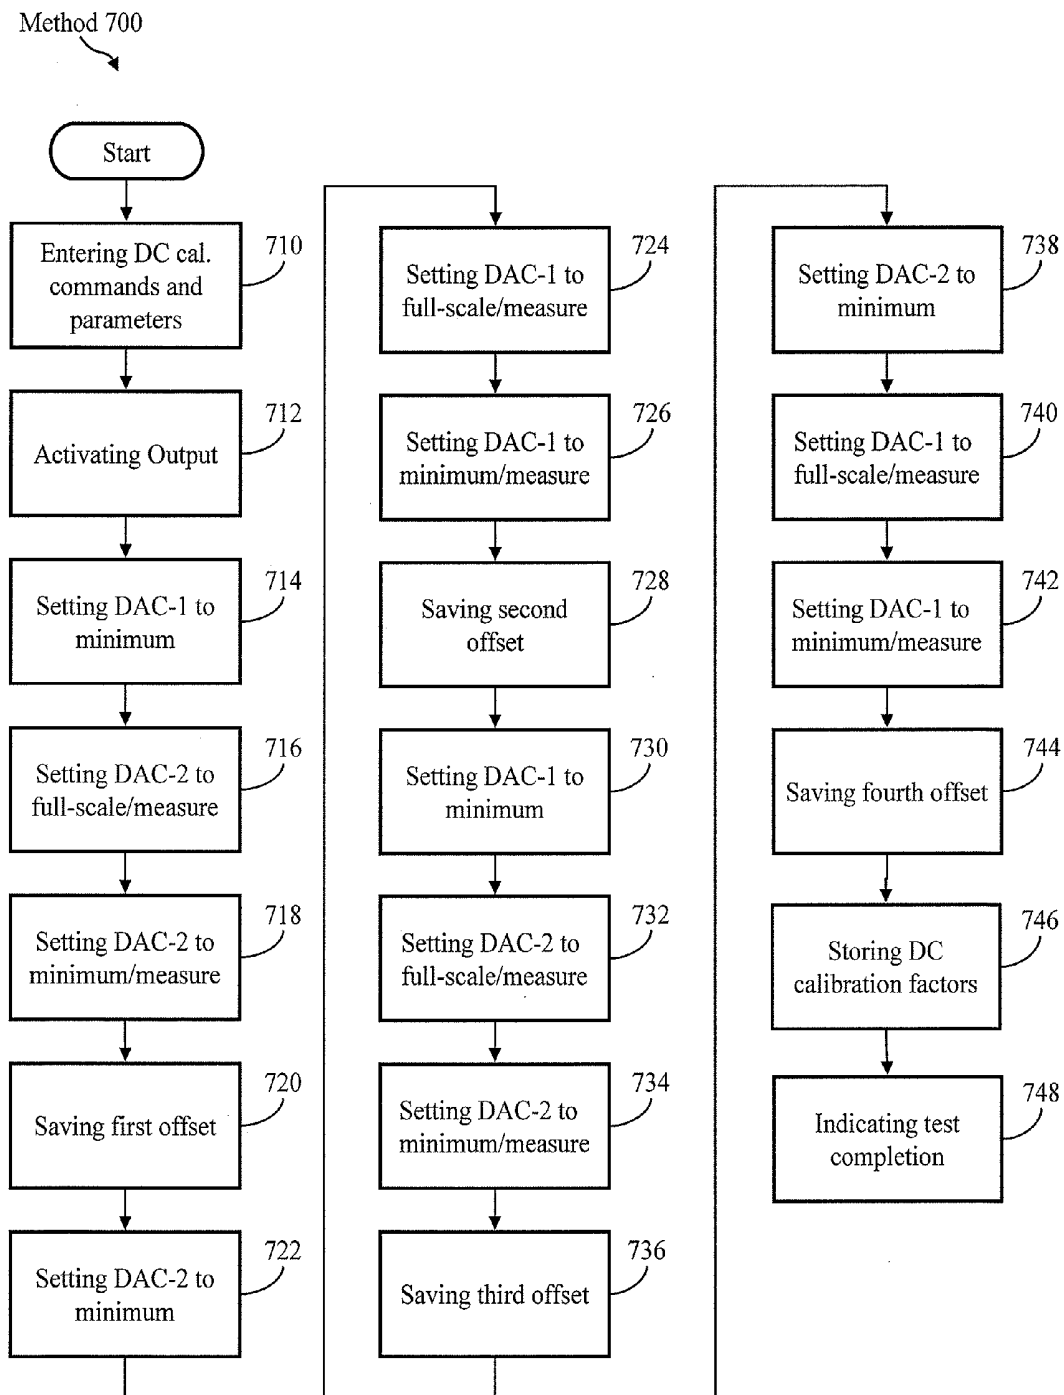 Method 700
Start
Entering DC cal.
commands and
parameters
710
Activating Output
712
Setting DAC-1 to
minimum
714
Setting DAC-2 to
full-scale/measure
716
Setting DAC-2 to
minimum/measure
718
Saving first offset
720
Setting DAC-2 to
minimum
722
Setting DAC-1 to
full-scale/measure
724
Setting DAC-1 to
minimum/measure
726
Saving second
offset
728
Setting DAC-1 to
minimum
730
Setting DAC-2 to
full-scale/measure
732
Setting DAC-2 to
minimum/measure
734
Saving third offset
736
Setting DAC-2 to
minimum
738
Setting DAC-1 to
full-scale/measure
740
Setting DAC-1 to
minimum/measure
742
Saving fourth offset
744
Storing DC
calibration factors
746
Indicating test
completion
748